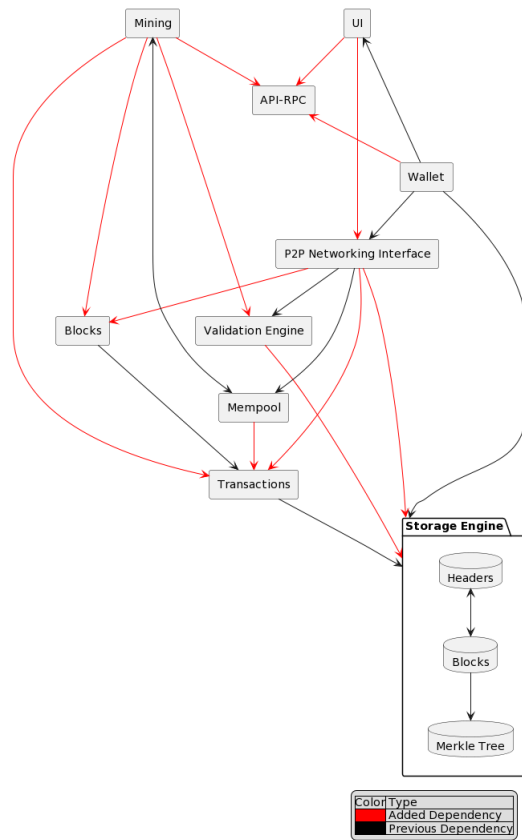 Mining
UI
API-RPC
Wallet
P2P Networking Interface
Blocks
Validation Engine
Mempool
Transactions
Storage Engine
Headers
Blocks
Merkle Tree
Color Type
Added Dependency
Previous Dependency